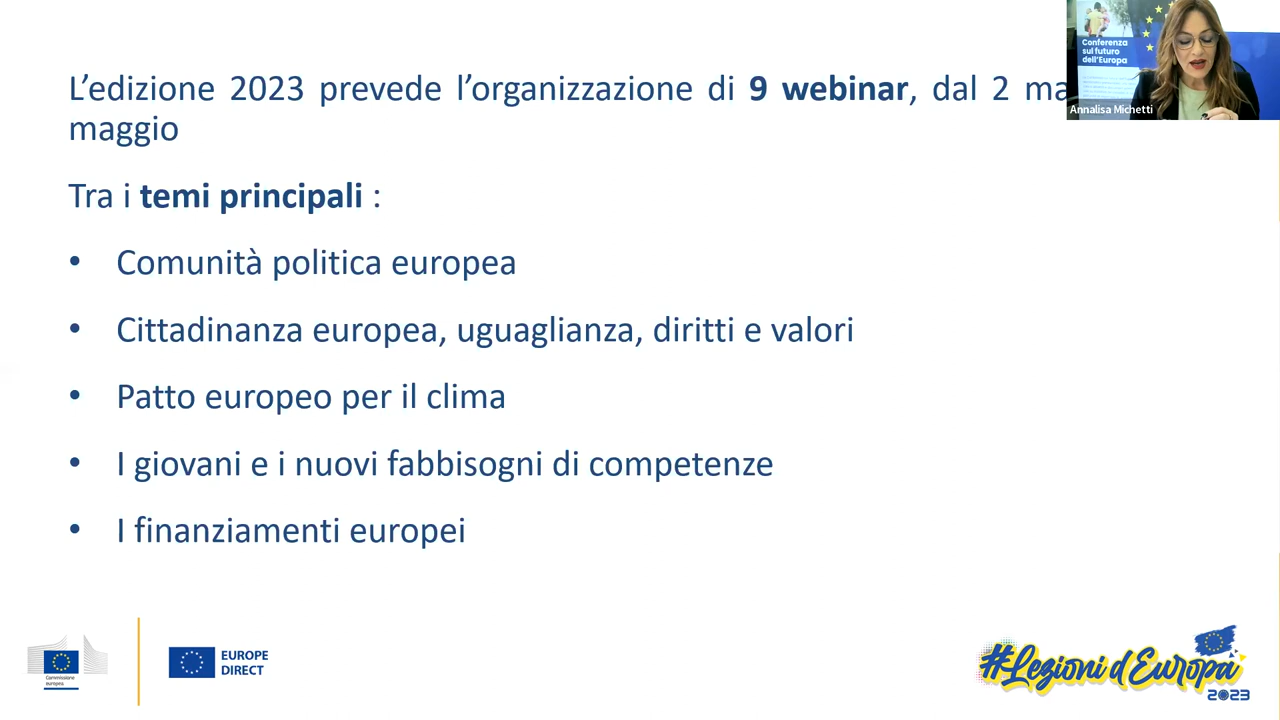 L’edizione 2023 prevede l’organizzazione di 9 webinar, dal 2
maggio
Tra i temi principali :
• Comunità politica europea
• Cittadinanza europea, uguaglianza, diritti e valori
• Patto europeo per il clima
• I giovani e i nuovi fabbisogni di competenze
• I finanziamenti europei
Conferenza
sul futuro
dell'Europa
Annalisa Michetti
Commissione
europea
EUROPE
DIRECT
#Lezioni d'Europa
2023